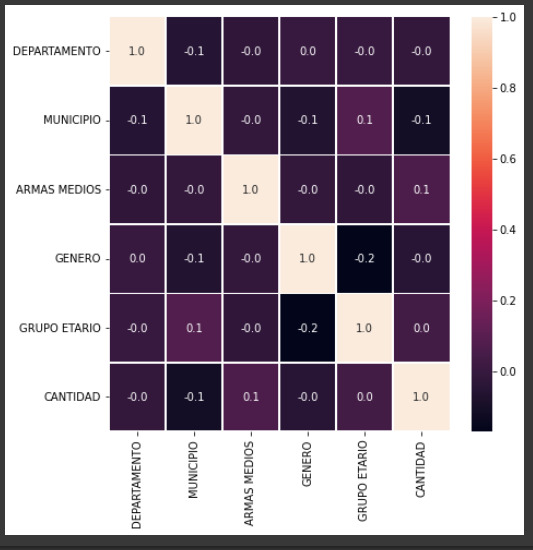 1.0
DEPARTAMENTO 1.0 -0.1 -0.0 0.0 -0.0 -0.0
0.8
MUNICIPIO -0.1 1.0 -0.0 -0.1 0.1 -0.1
0.6
ARMAS MEDIOS -0.0 -0.0 1.0 -0.0 -0.0 0.1
0.4
GENERO 0.0 -0.1 -0.0 1.0 -0.2 -0.0
0.2
GRUPO ETARIO -0.0 0.1 -0.0 -0.2 1.0 0.0
0.0
CANTIDAD -0.0 -0.1 0.1 -0.0 0.0 1.0
DEPARTAMENTO
MUNICIPIO
ARMAS MEDIOS
GENERO
GRUPO ETARIO
CANTIDAD